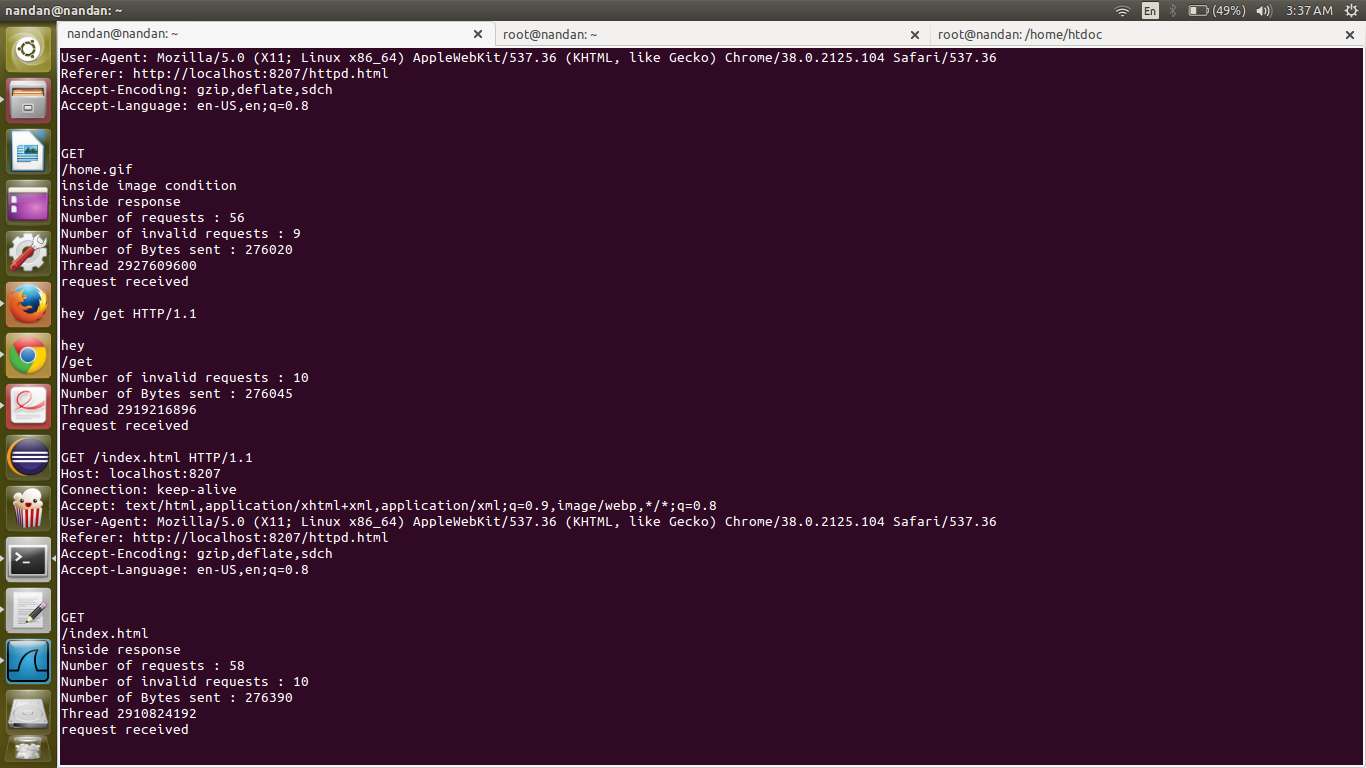 nandan@nandan: ~
En
(49%)
3:37 AM
nandan@nandan: ~
root@nandan: ~
root@nandan: /home/htdoc
User-Agent: Mozilla/5.0 (X11; Linux x86_64) AppleWebKit/537.36 (KHTML, like Gecko) Chrome/38.0.2125.104 Safari/537.36
Referer: http://localhost:8207/httpd.html
Accept-Encoding: gzip,deflate,sdch
Accept-Language: en-US,en;q=0.8
GET
/home.gif
inside image condition
inside response
Number of requests : 56
Number of invalid requests : 9
Number of Bytes sent : 276020
Thread 2927609600
request received
hey /get HTTP/1.1
hey
/get
Number of invalid requests : 10
Number of Bytes sent : 276045
Thread 2919216896
request received
GET /index.html HTTP/1.1
Host: localhost:8207
Connection: keep-alive
Accept: text/html,application/xhtml+xml,application/xml;q=0.9,image/webp,*/*;q=0.8
User-Agent: Mozilla/5.0 (X11; Linux x86_64) AppleWebKit/537.36 (KHTML, like Gecko) Chrome/38.0.2125.104 Safari/537.36
Referer: http://localhost:8207/httpd.html
Accept-Encoding: gzip,deflate,sdch
Accept-Language: en-US,en;q=0.8
GET
/index.html
inside response
Number of requests : 58
Number of invalid requests : 10
Number of Bytes sent : 276390
Thread 2910824192
request received